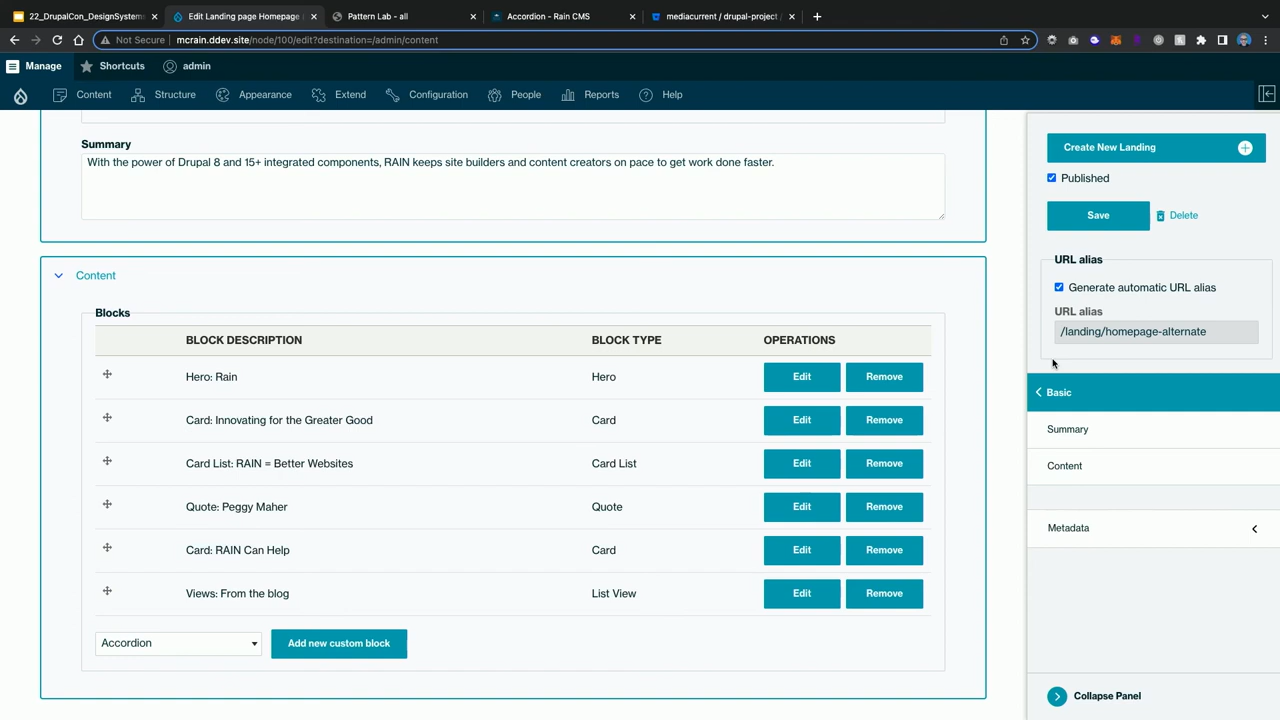 22_DrupalCon_DesignSystem
Edit Landing page Homepage
Pattern Lab - all
Accordion - Rain CMS
mediacurrent / drupal-project
Not Secure
mcrain.ddev.site/node/100/edit?destination=/admin/content
Manage
Shortcuts
admin
Content
Structure
Appearance
Extend
Configuration
People
Reports
Help
Summary
With the power of Drupal 8 and 15+ integrated components, RAIN keeps site builders and content creators on pace to get work done faster.
Content
Blocks
BLOCK DESCRIPTION BLOCK TYPE OPERATIONS
Hero: Rain Hero Edit Remove
Card: Innovating for the Greater Good Card Edit Remove
Card List: RAIN = Better Websites Card List Edit Remove
Quote: Peggy Maher Quote Edit Remove
Card: RAIN Can Help Card Edit Remove
Views: From the blog List View Edit Remove
Accordion Add new custom block
Create New Landing
Published
Save Delete
URL alias
Generate automatic URL alias
URL alias
/landing/homepage-alternate
Basic
Summary
Content
Metadata
Collapse Panel